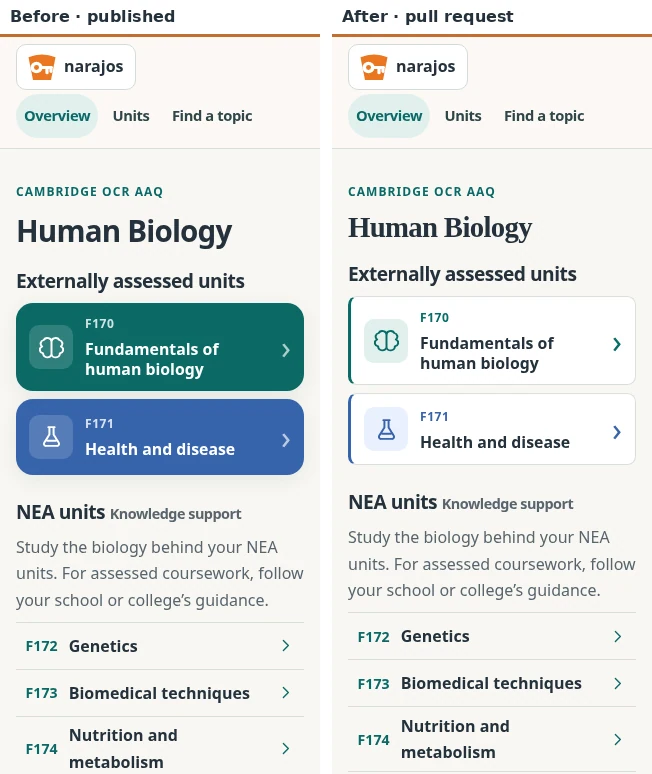 Before · published
narajos
Overview Units Find a topic
CAMBRIDGE OCR AAQ
Human Biology
Externally assessed units
F170
Fundamentals of
human biology
F171
Health and disease
NEA units Knowledge support
Study the biology behind your NEA
units. For assessed coursework, follow
your school or college’s guidance.
F172 Genetics
F173 Biomedical techniques
F174 Nutrition and
metabolism
After · pull request
narajos
Overview Units Find a topic
CAMBRIDGE OCR AAQ
Human Biology
Externally assessed units
F170
Fundamentals of
human biology
F171
Health and disease
NEA units Knowledge support
Study the biology behind your NEA
units. For assessed coursework, follow
your school or college’s guidance.
F172 Genetics
F173 Biomedical techniques
F174 Nutrition and
metabolism